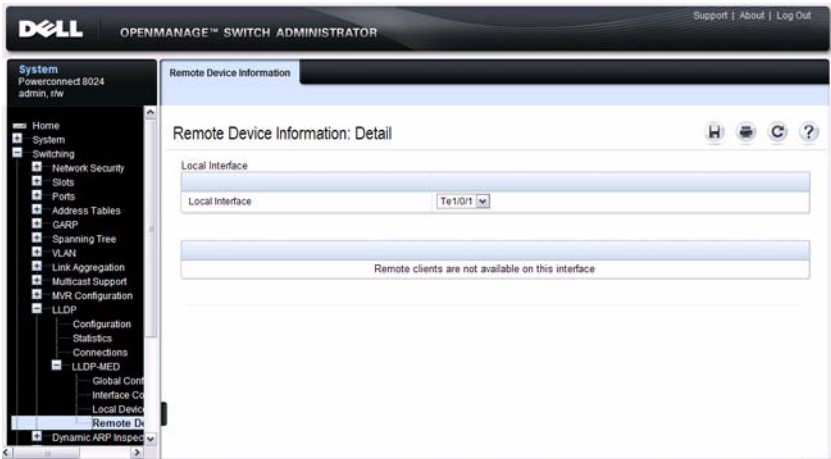 DELL
OPENMANAGE™ SWITCH ADMINISTRATOR
Support | About | Log Out
System
Powerconnect 8024
admin, r/w
Home
System
Switching
Network Security
Slots
Ports
Address Tables
GARP
Spanning Tree
VLAN
Link Aggregation
Multicast Support
MVR Configuration
LLDP
Configuration
Statistics
Connections
LLDP-MED
Global Conf
Interface Co
Local Devic
Remote De
Dynamic ARP Inspec
Remote Device Information
Remote Device Information: Detail
Local Interface
Local Interface Te1/0/1
Remote clients are not available on this interface